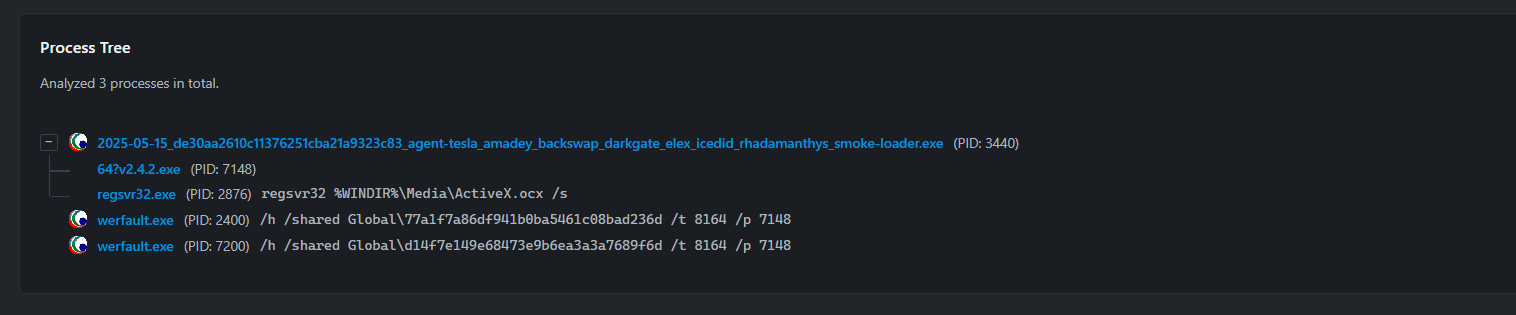 Process Tree
Analyzed 3 processes in total.
2025-05-15_de30aa2610c11376251cba21a9323c83_agent-tesla_amadey_backswap_darkgate_elex_icedid_rhadamanthys_smoke-loader.exe (PID: 3440)
64?v2.4.2.exe (PID: 7148)
regsvr32.exe (PID: 2876) regsvr32 %WINDIR%\Media\ActiveX.ocx /s
werfault.exe (PID: 2400) /h /shared Global\77a1f7a86df941b0ba5461c08bad236d /t 8164 /p 7148
werfault.exe (PID: 7200) /h /shared Global\d14f7e149e68473e9b6ea3a3a7689f6d /t 8164 /p 7148